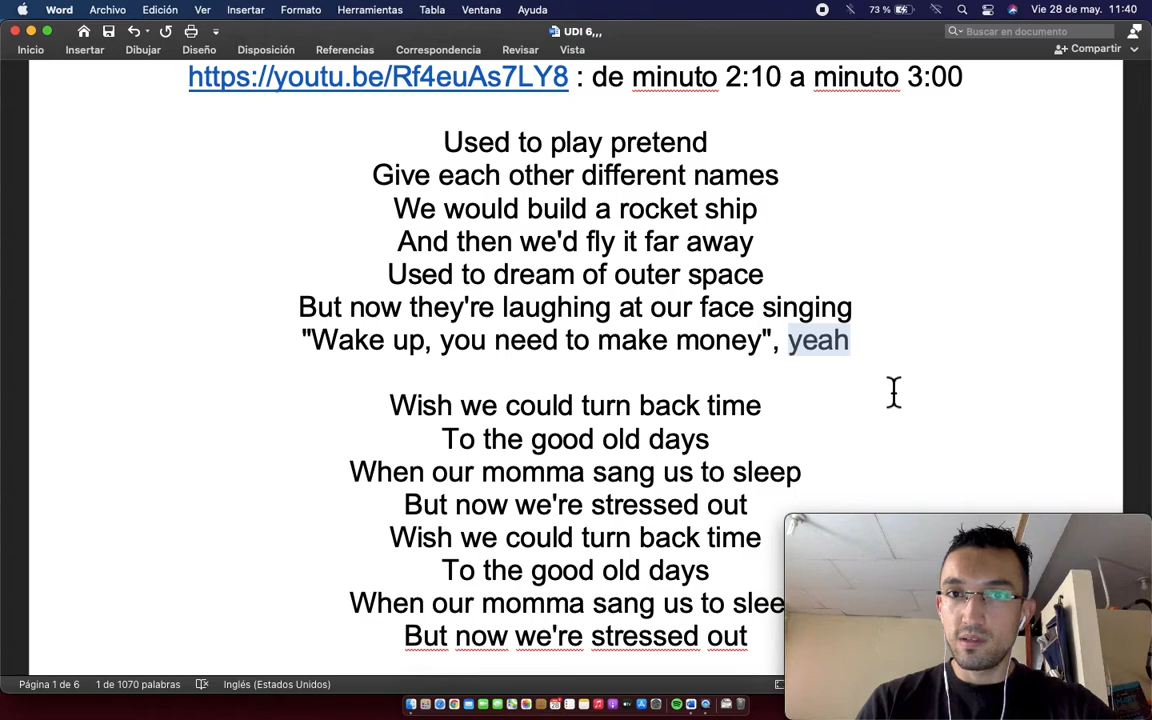 Word Archivo Edición Ver Insertar Formato Herramientas Tabla Ventana Ayuda 73 % Vie 28 de may. 11:40
UDI 6,,, Buscar en documento
Inicio Insertar Dibujar Diseño Disposición Referencias Correspondencia Revisar Vista Compartir
https://youtu.be/Rf4euAs7LY8 : de minuto 2:10 a minuto 3:00
Used to play pretend
Give each other different names
We would build a rocket ship
And then we'd fly it far away
Used to dream of outer space
But now they're laughing at our face singing
"Wake up, you need to make money", yeah
Wish we could turn back time
To the good old days
When our momma sang us to sleep
But now we're stressed out
Wish we could turn back time
To the good old days
When our momma sang us to slee
But now we're stressed out
Página 1 de 6 1 de 1070 palabras Inglés (Estados Unidos)